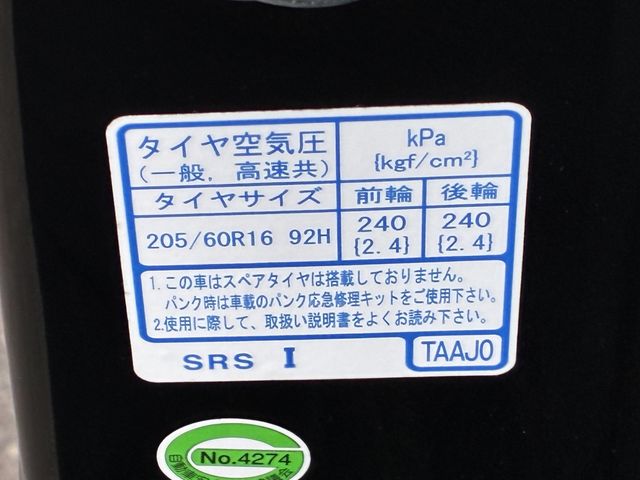 タイヤ空気圧 kPa
(一般, 高速共) {kgf/cm²}
タイヤサイズ 前輪 後輪
205/60R16 92H 240 240
{2.4} {2.4}
1.この車はスペアタイヤは搭載しておりません。
パンク時は車載のパンク応急修理キットをご使用下さい。
2.使用に際して、取扱い説明書をよくお読み下さい。
SRS I TAAJ0
No.4274